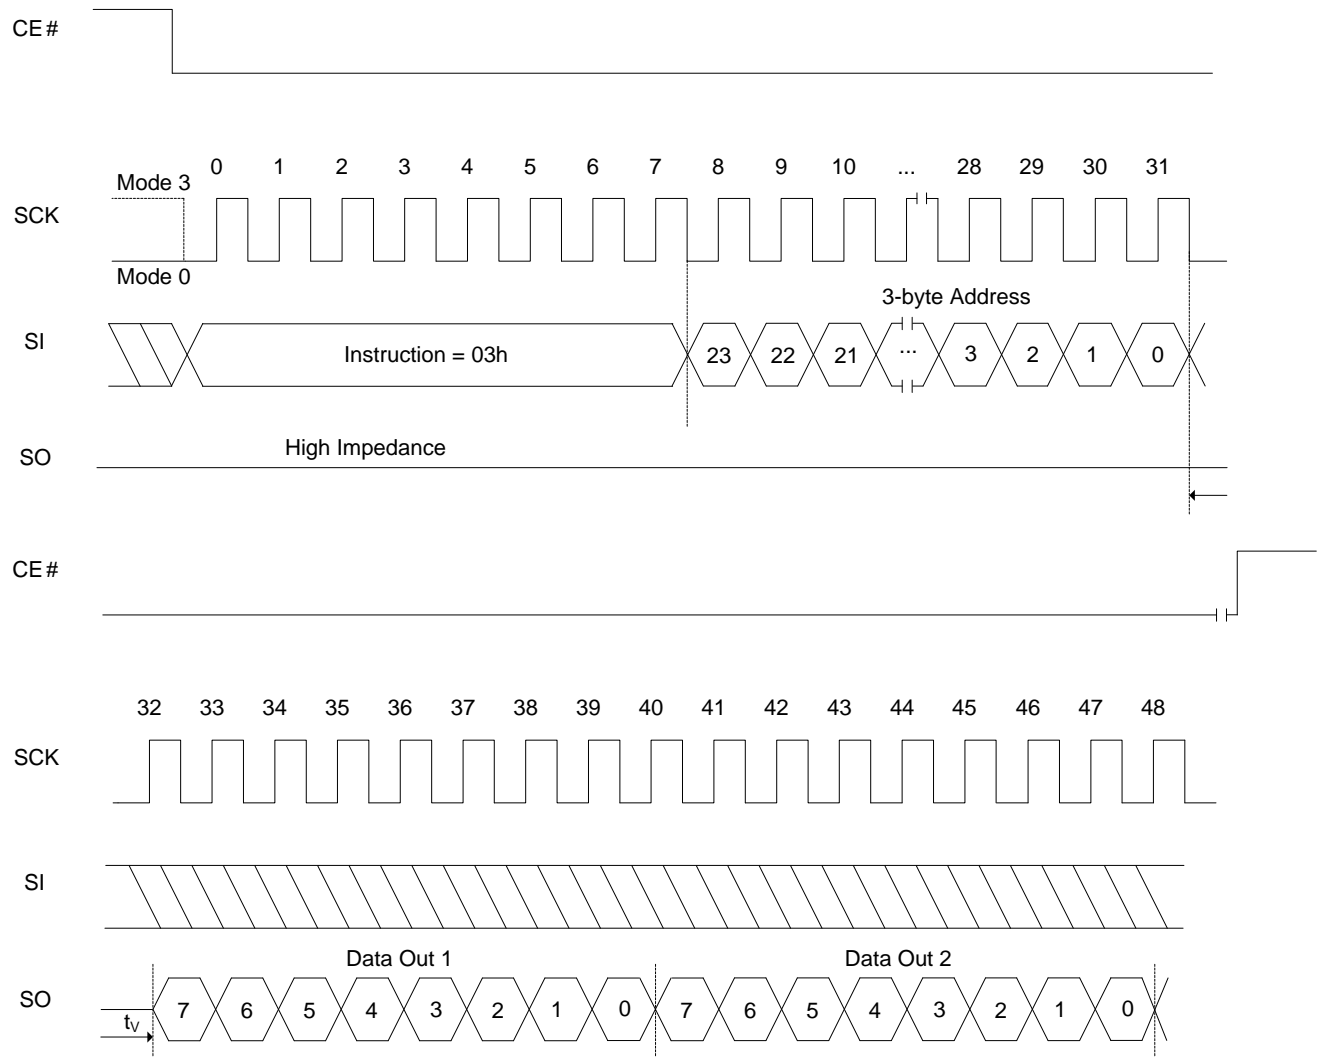 CE#
0 1 2 3 4 5 6 7 8 9 10 ... 28 29 30 31
Mode 3
SCK
Mode 0
3-byte Address
SI
Instruction = 03h
23 22 21 ... 3 2 1 0
SO
High Impedance
CE#
32 33 34 35 36 37 38 39 40 41 42 43 44 45 46 47 48
SCK
SI
Data Out 1
Data Out 2
SO
7 6 5 4 3 2 1 0 7 6 5 4 3 2 1 0
tV